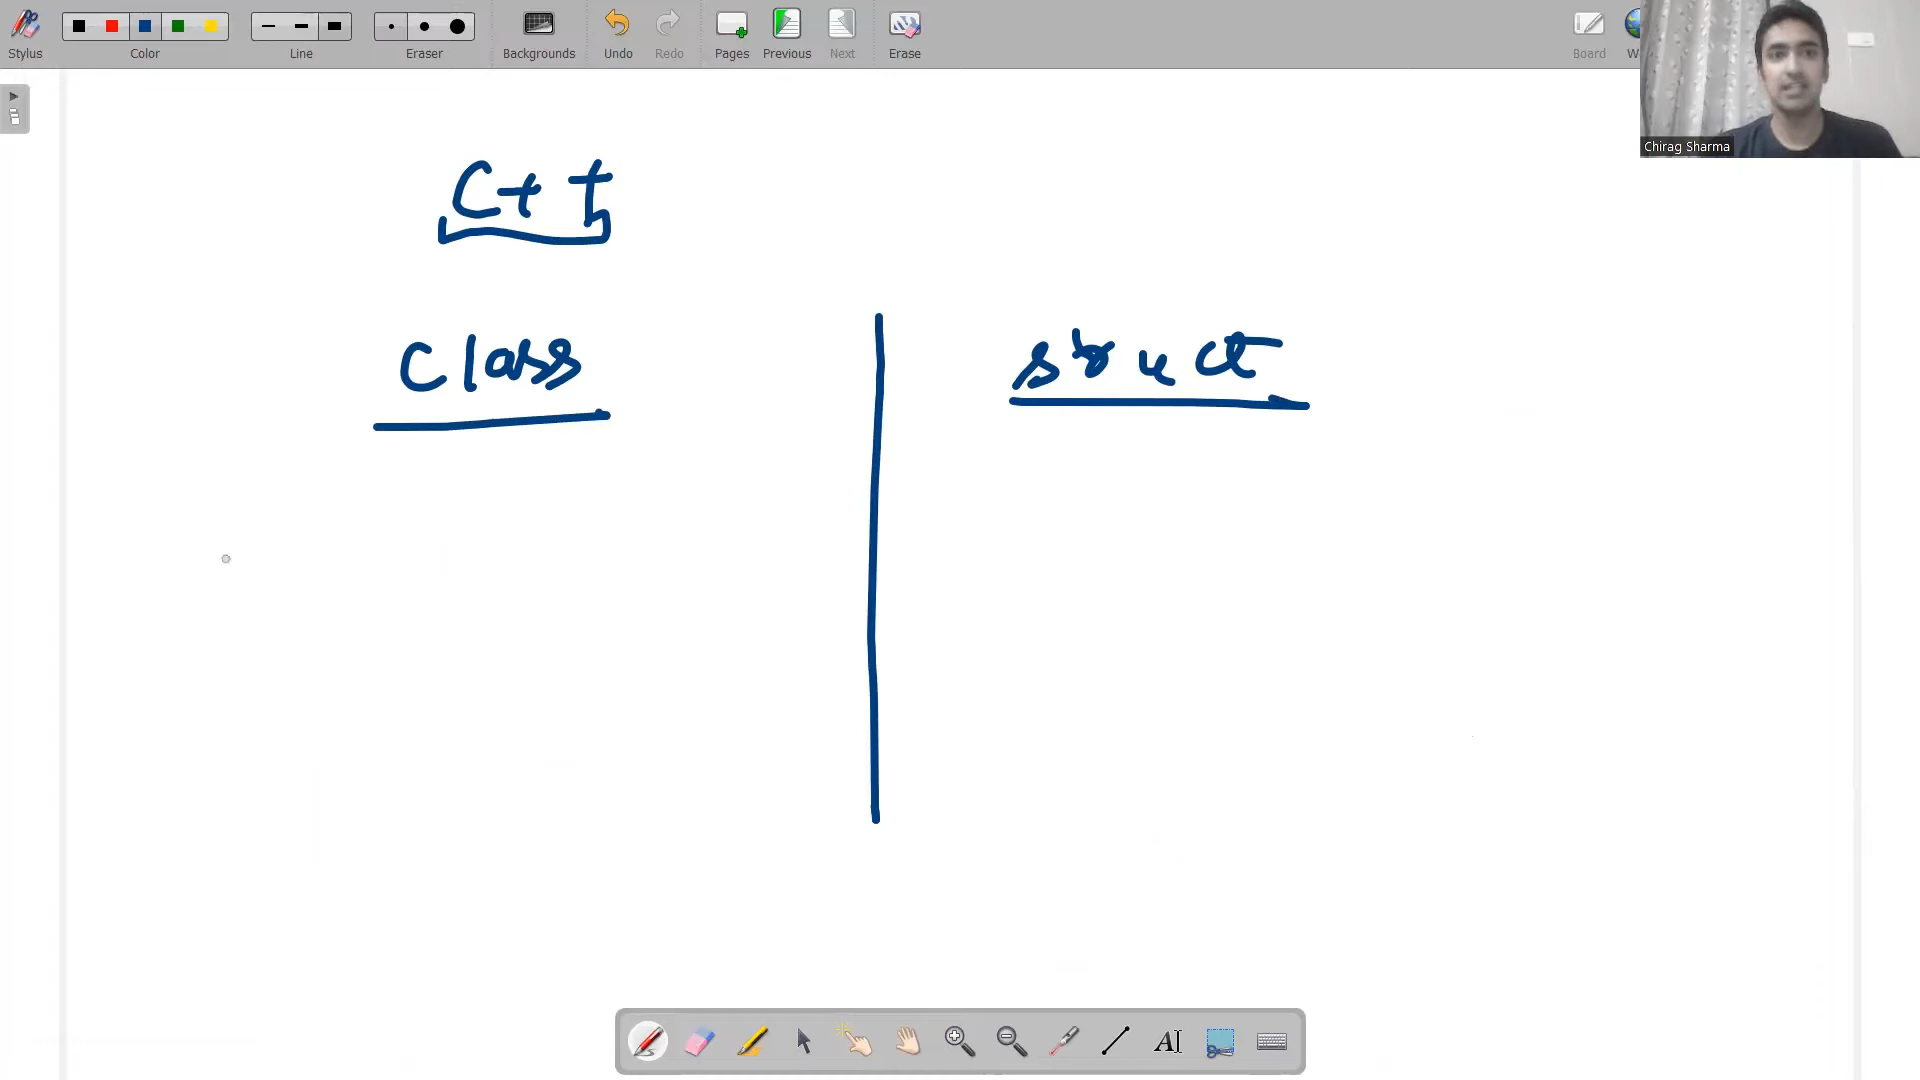 Stylus Color Line Eraser Backgrounds Undo Redo Pages Previous Next Erase Board W
Chirag Sharma
C++
Class
struct